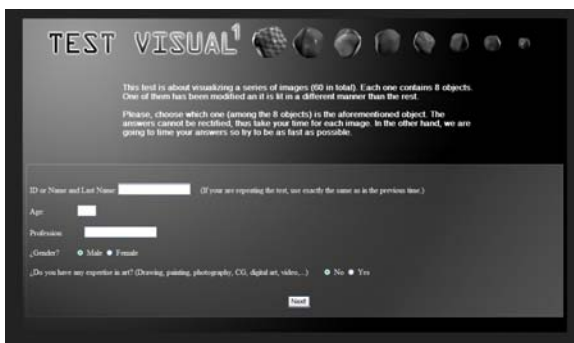 TEST VISUAL¹
This test is about visualizing a series of images (60 in total). Each one contains 8 objects.
One of them has been modified an it is lit in a different manner than the rest.
Please, choose which one (among the 8 objects) is the aforementioned object. The
answers cannot be rectified, thus take your time for each image. In the other hand, we are
going to time your answers so try to be as fast as possible.
ID or Name and Last Name: (If your are repeating the test, use exactly the same as in the previous time.)
Age:
Profession:
¿Gender? Male Female
¿Do you have any expertise in art? (Drawing, painting, photography, CG, digital art, video,...) No Yes
Next